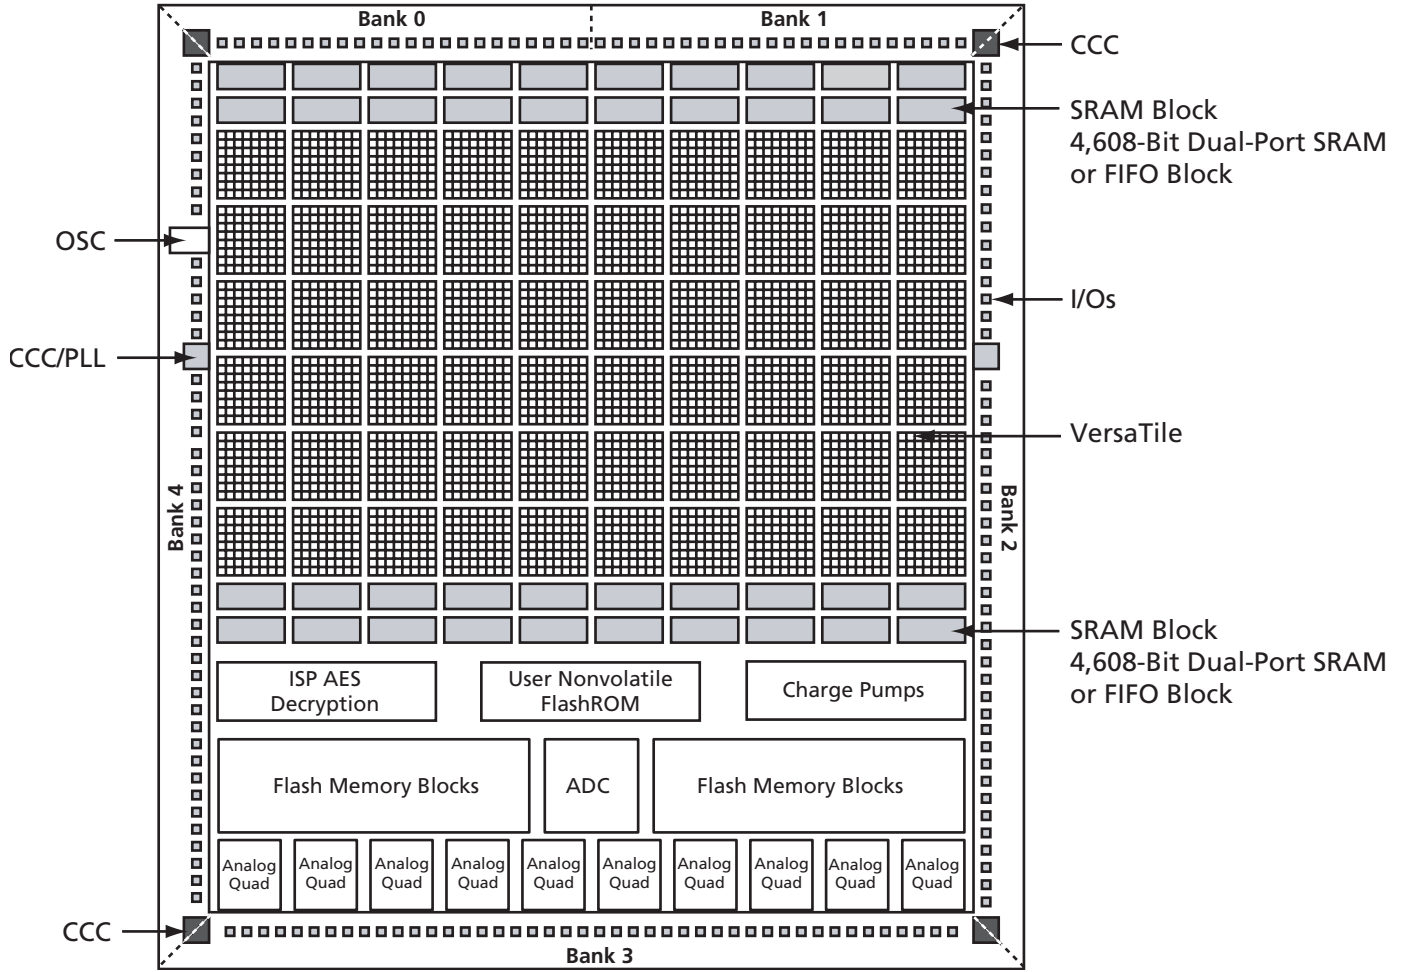 Bank 0
Bank 1
CCC
SRAM Block
4,608-Bit Dual-Port SRAM
or FIFO Block
OSC
I/Os
CCC/PLL
VersaTile
Bank 4
Bank 2
SRAM Block
4,608-Bit Dual-Port SRAM
or FIFO Block
ISP AES
Decryption
User Nonvolatile
FlashROM
Charge Pumps
Flash Memory Blocks
ADC
Flash Memory Blocks
Analog
Quad
Analog
Quad
Analog
Quad
Analog
Quad
Analog
Quad
Analog
Quad
Analog
Quad
Analog
Quad
Analog
Quad
Analog
Quad
CCC
Bank 3